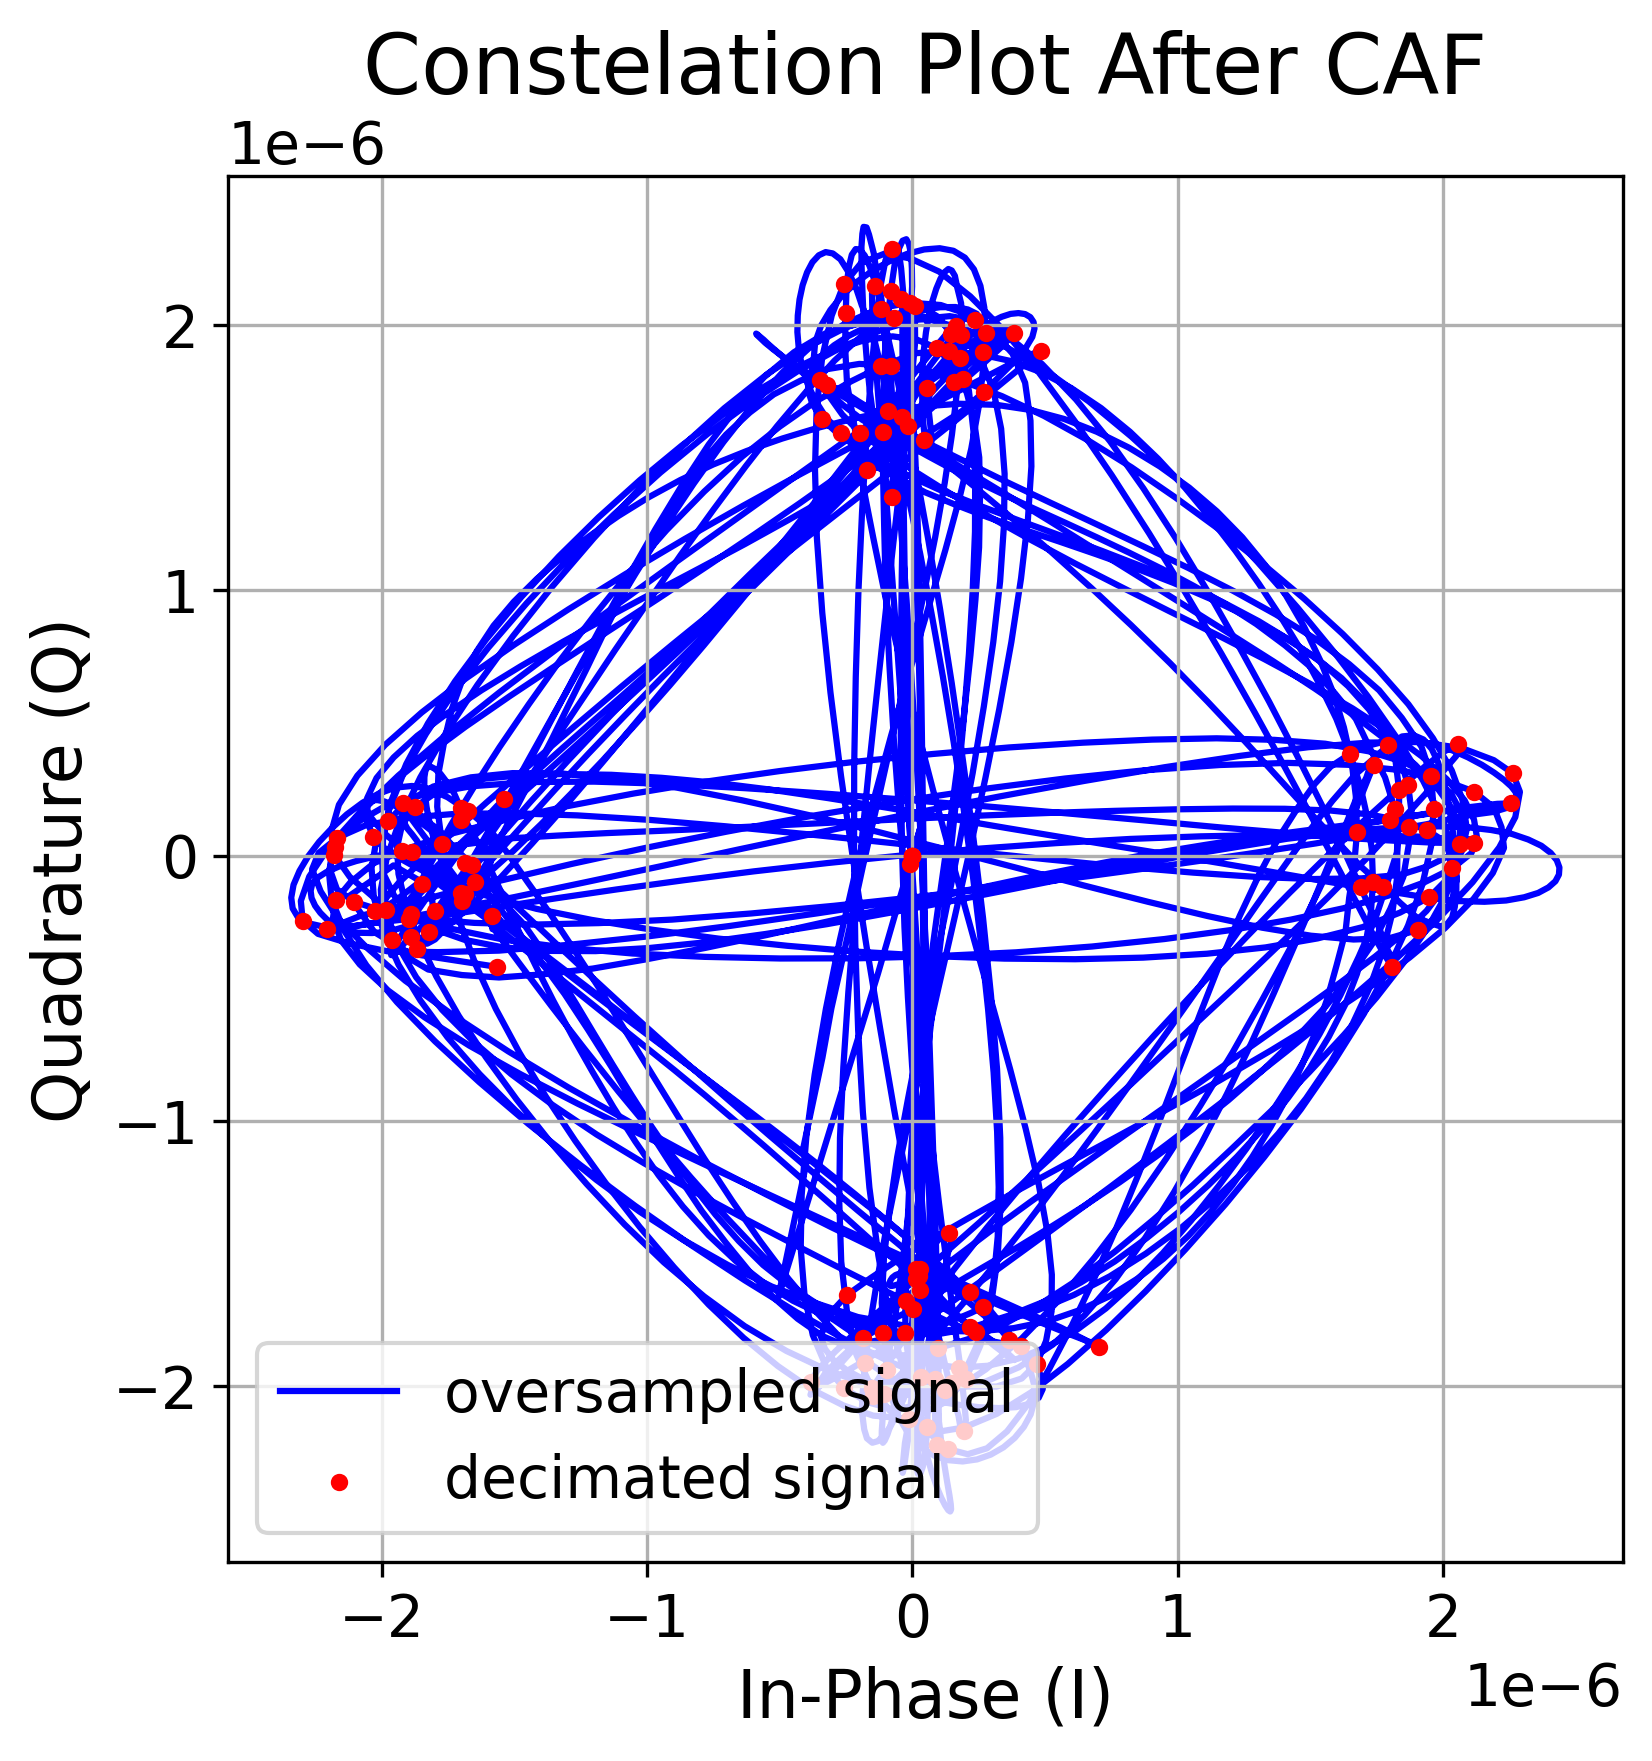 Constelation Plot After CAF
1e−6
2
1
0
−1
−2
Quadrature (Q)
oversampled signal
decimated signal
−2 −1 0 1 2
In-Phase (I)
1e−6